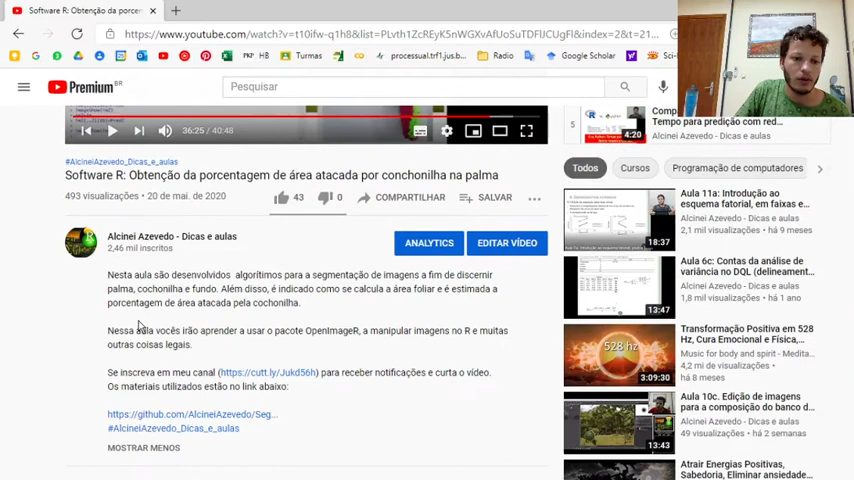 Software R: Obtenção da porcen
https://www.youtube.com/watch?v=t10ifw-q1h8&list=PLvth1ZcREyK5nWGXvAfUoSuTDFlJCUgFl&index=2&t=21...
PKP HB
Turmas
processual.trf1.jus.b...
Radio
Google Scholar
Sci-
Premium BR
Pesquisar
36:25 / 40:48
#AlcineiAzevedo_Dicas_e_aulas
Software R: Obtenção da porcentagem de área atacada por conchonilha na palma
493 visualizações • 20 de mai. de 2020
43
0
COMPARTILHAR
SALVAR
Alcinei Azevedo - Dicas e aulas
2,46 mil inscritos
ANALYTICS
EDITAR VÍDEO
Nesta aula são desenvolvidos algorítimos para a segmentação de imagens a fim de discernir
palma, cochonilha e fundo. Além disso, é indicado como se calcula a área foliar e é estimada a
porcentagem de área atacada pela cochonilha.
Nessa aula vocês irão aprender a usar o pacote OpenImageR, a manipular imagens no R e muitas
outras coisas legais.
Se inscreva em meu canal (https://cutt.ly/Jukd56h) para receber notificações e curta o vídeo.
Os materiais utilizados estão no link abaixo:
https://github.com/AlcineiAzevedo/Seg...
#AlcineiAzevedo_Dicas_e_aulas
MOSTRAR MENOS
5
4:20
Tempo para predição com red...
Alcinei Azevedo - Dicas e aulas
Todos
Cursos
Programação de computadores
18:37
Aula 11a: Introdução ao
esquema fatorial, em faixas e...
Alcinei Azevedo - Dicas e aulas
2,1 mil visualizações • há 9 meses
13:47
Aula 6c: Contas da análise de
variância no DQL (delineament...
Alcinei Azevedo - Dicas e aulas
1,8 mil visualizações • há 1 ano
528 hz
3:09:30
Transformação Positiva em 528
Hz, Cura Emocional e Física,...
Music for body and spirit - Medita...
4,2 mi de visualizações •
há 8 meses
13:43
Aula 10c. Edição de imagens
para a composição do banco d...
Alcinei Azevedo - Dicas e aulas
49 visualizações • há 2 semanas
Atrair Energias Positivas,
Sabedoria, Eliminar ansiedade...